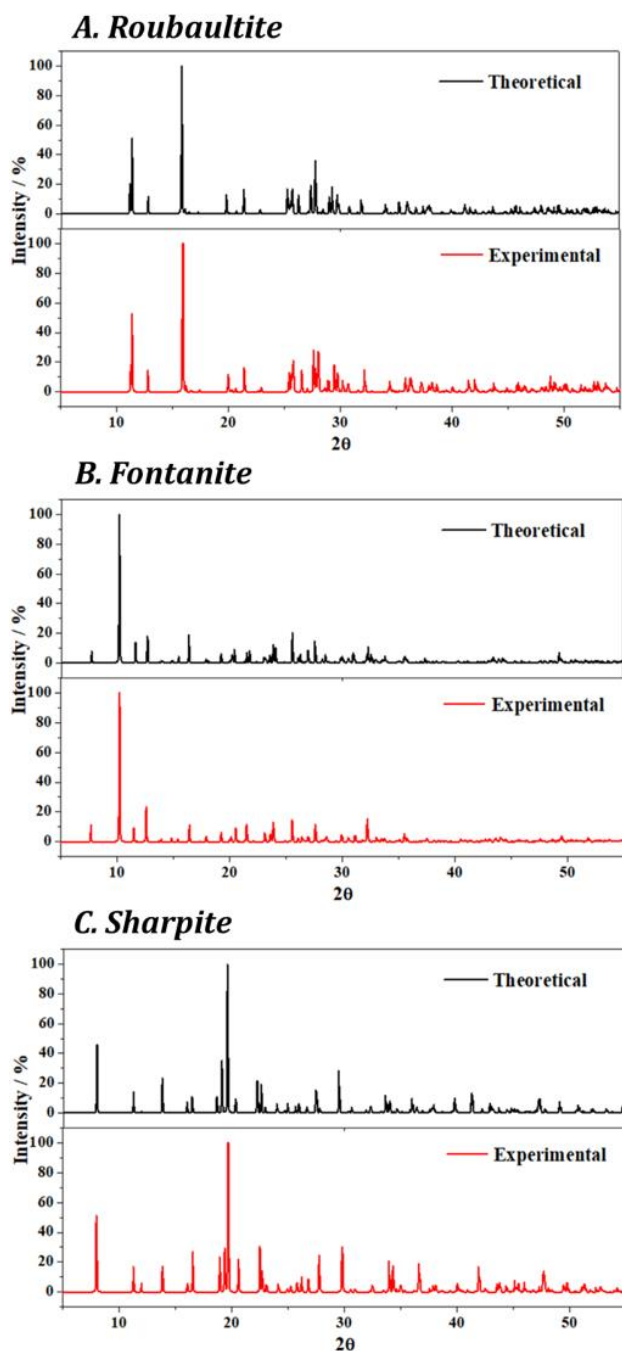 A. Roubaultite
100
80
60
40
20
0
Theoretical
Intensity / %
100
80
60
40
20
0
Experimental
10 20 30 40 50
2θ
B. Fontanite
100
80
60
40
20
0
Theoretical
Intensity / %
100
80
60
40
20
0
Experimental
10 20 30 40 50
2θ
C. Sharpite
100
80
60
40
20
0
Theoretical
Intensity / %
100
80
60
40
20
0
Experimental
10 20 30 40 50
2θ